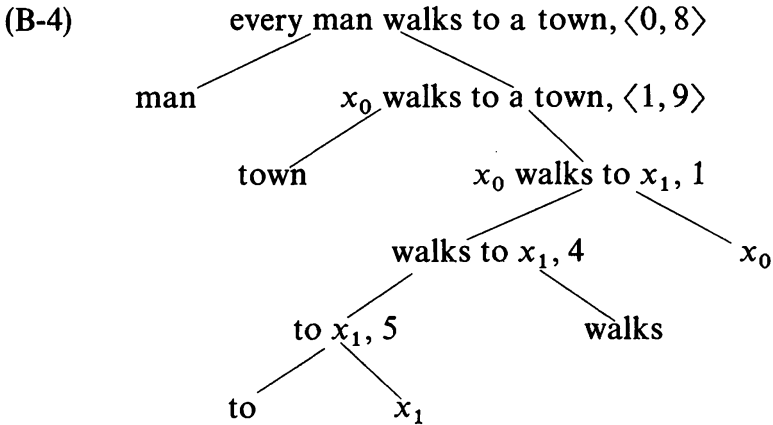 (B-4) every man walks to a town, ⟨0, 8⟩
man x₀ walks to a town, ⟨1, 9⟩
town x₀ walks to x₁, 1
walks to x₁, 4 x₀
to x₁, 5 walks
to x₁